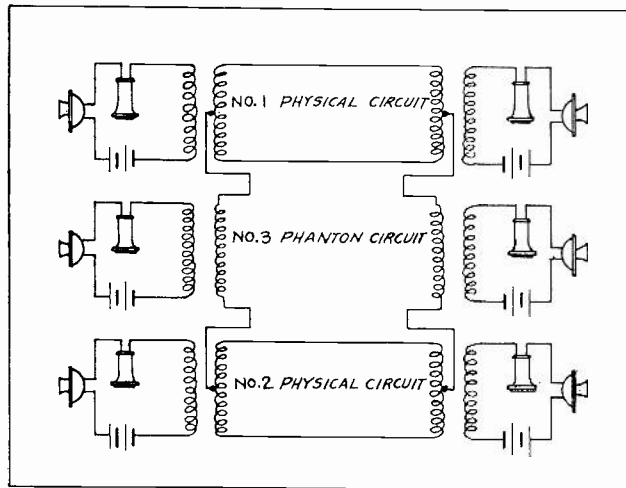 NO. 1 PHYSICAL CIRCUIT
NO. 3 PHANTON CIRCUIT
NO. 2 PHYSICAL CIRCUIT